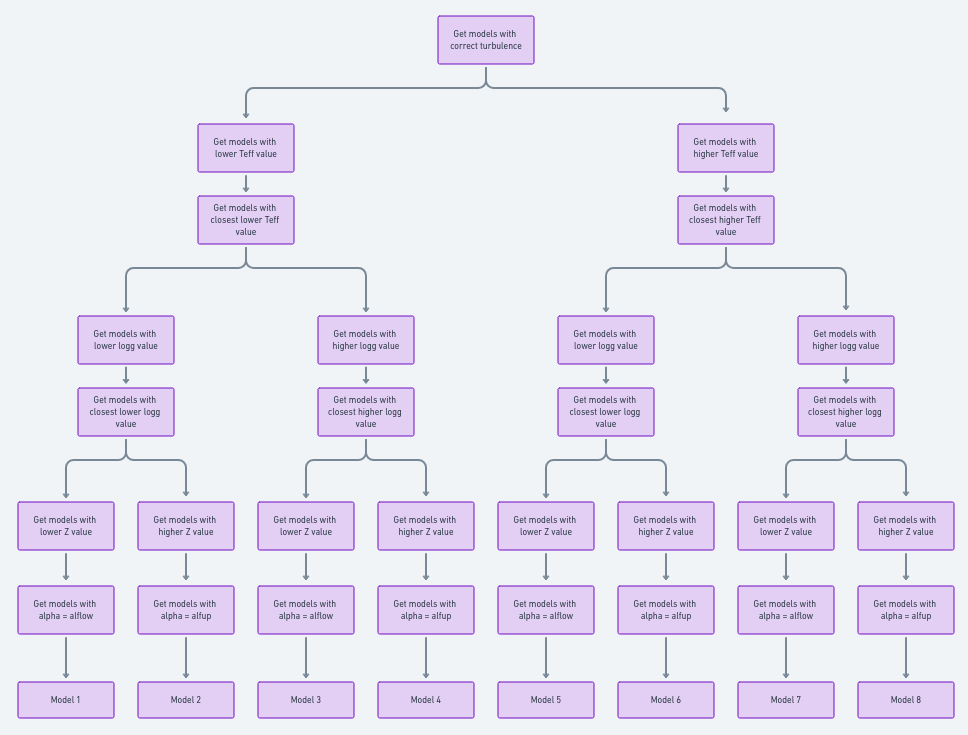 Get models with
correct turbulence
Get models with
lower Teff value
Get models with
higher Teff value
Get models with
closest lower Teff
value
Get models with
closest higher Teff
value
Get models with
lower logg value
Get models with
higher logg value
Get models with
lower logg value
Get models with
higher logg value
Get models with
closest lower logg
value
Get models with
closest higher logg
value
Get models with
closest lower logg
value
Get models with
closest higher logg
value
Get models with
lower Z value
Get models with
higher Z value
Get models with
lower Z value
Get models with
higher Z value
Get models with
lower Z value
Get models with
higher Z value
Get models with
lower Z value
Get models with
higher Z value
Get models with
alpha = alflow
Get models with
alpha = alfup
Get models with
alpha = alflow
Get models with
alpha = alfup
Get models with
alpha = alflow
Get models with
alpha = alfup
Get models with
alpha = alflow
Get models with
alpha = alfup
Model 1
Model 2
Model 3
Model 4
Model 5
Model 6
Model 7
Model 8